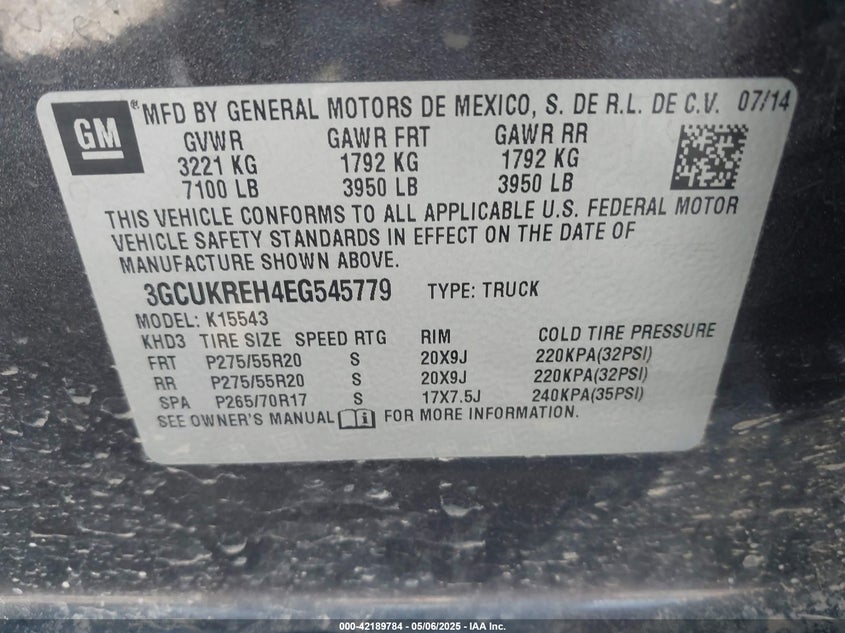 GM ® MFD BY GENERAL MOTORS DE MEXICO, S. DE R.L. DE C.V. 07/14
GVWR GAWR FRT GAWR RR
3221 KG 1792 KG 1792 KG
7100 LB 3950 LB 3950 LB
THIS VEHICLE CONFORMS TO ALL APPLICABLE U.S. FEDERAL MOTOR
VEHICLE SAFETY STANDARDS IN EFFECT ON THE DATE OF
MANUFACTURE SHOWN ABOVE.
3GCUKREH4EG545779 TYPE: TRUCK
MODEL: K15543
KHD3 TIRE SIZE SPEED RTG RIM COLD TIRE PRESSURE
FRT P275/55R20 S 20X9J 220KPA(32PSI)
RR P275/55R20 S 20X9J 220KPA(32PSI)
SPA P265/70R17 S 17X7.5J 240KPA(35PSI)
SEE OWNER'S MANUAL i FOR MORE INFORMATION.
000-42189784 - 05/06/2025 - IAA Inc.